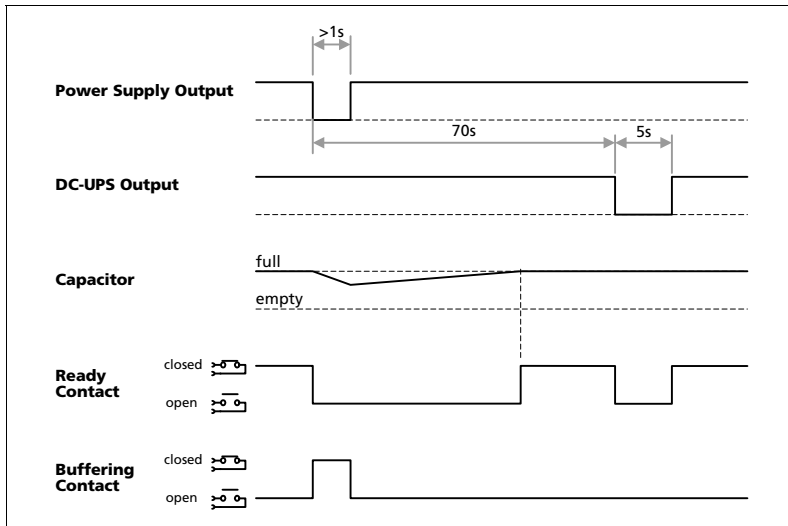 >1s
Power Supply Output
70s
5s
DC-UPS Output
full
Capacitor
empty
closed
Ready
Contact
open
closed
Buffering
Contact
open